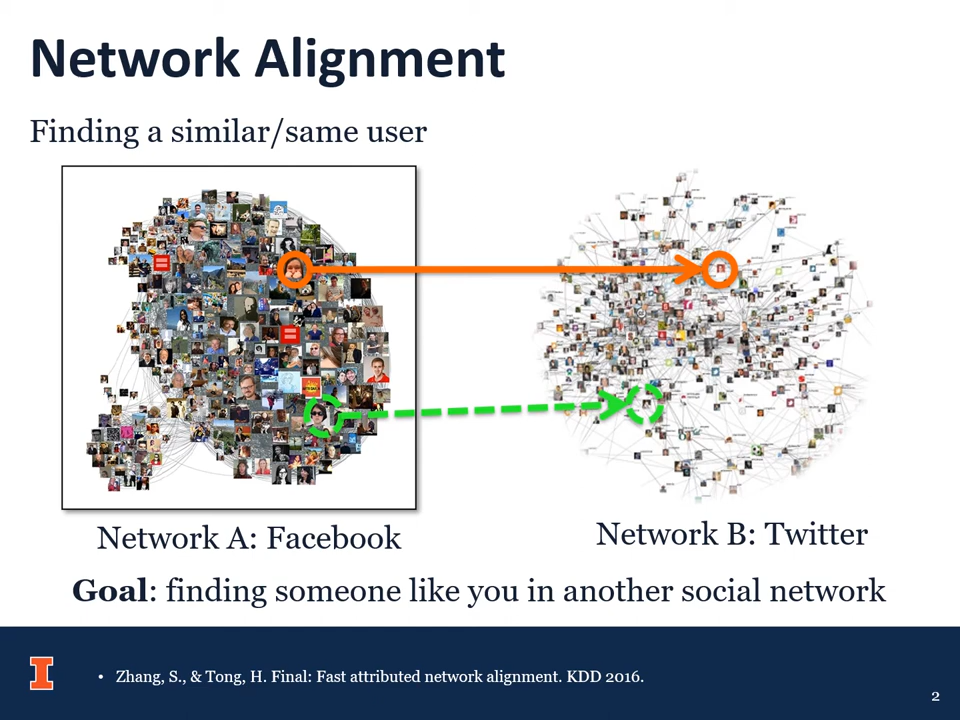 Network Alignment
Finding a similar/same user
Network A: Facebook
Network B: Twitter
Goal: finding someone like you in another social network
• Zhang, S., & Tong, H. Final: Fast attributed network alignment. KDD 2016.
2